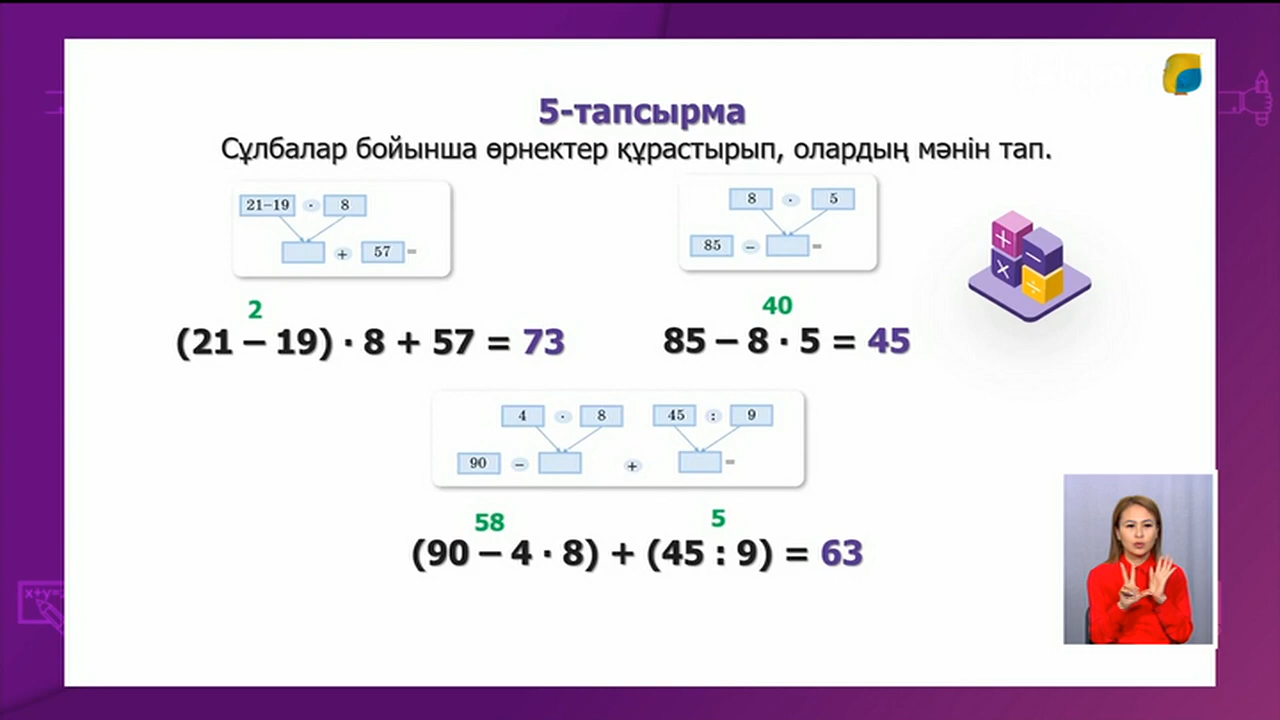 5-тапсырма
Сұлбалар бойынша өрнектер құрастырып, олардың мәнін тап.
21–19 · 8
+ 57 =
8 · 5
85 – =
2
(21 – 19) · 8 + 57 = 73
40
85 – 8 · 5 = 45
4 · 8 45 : 9
90 – + =
58 5
(90 – 4 · 8) + (45 : 9) = 63
x+y=